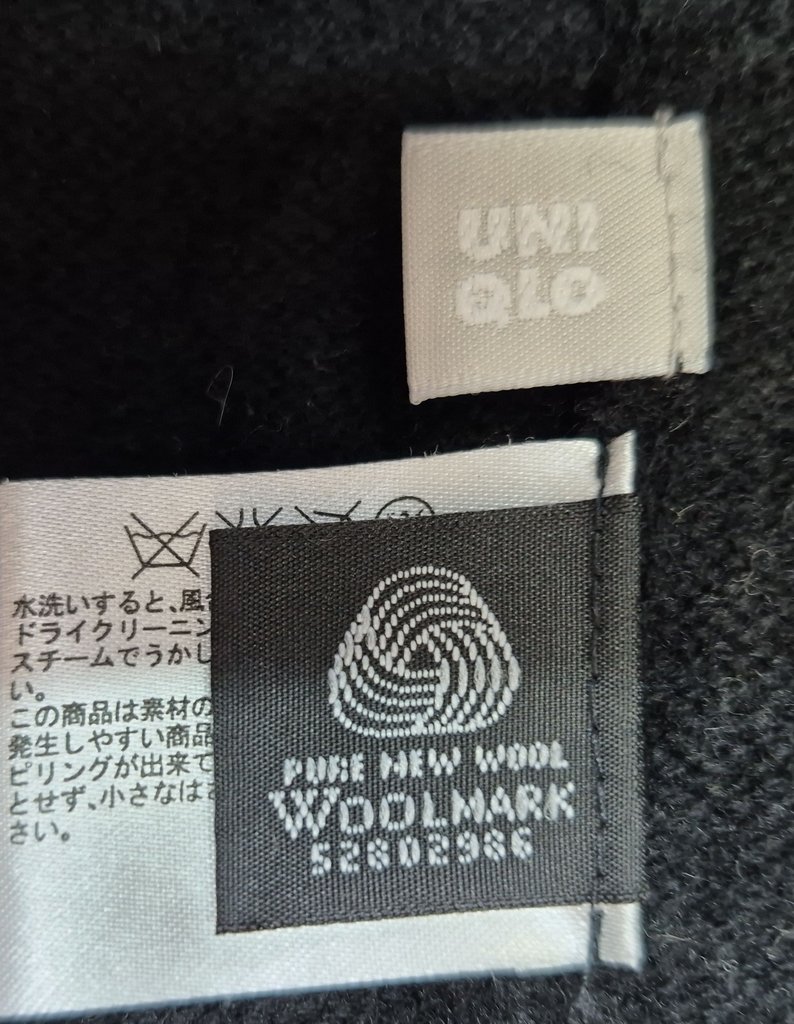 UNI
QLO
水洗いすると、風
ドライクリーニン
スチームでうかし
い。
この商品は素材の
発生しやすい商品
ピリングが出来て
とせず、小さなは
さい。
PURE NEW WOOL
WOOLMARK
52802986